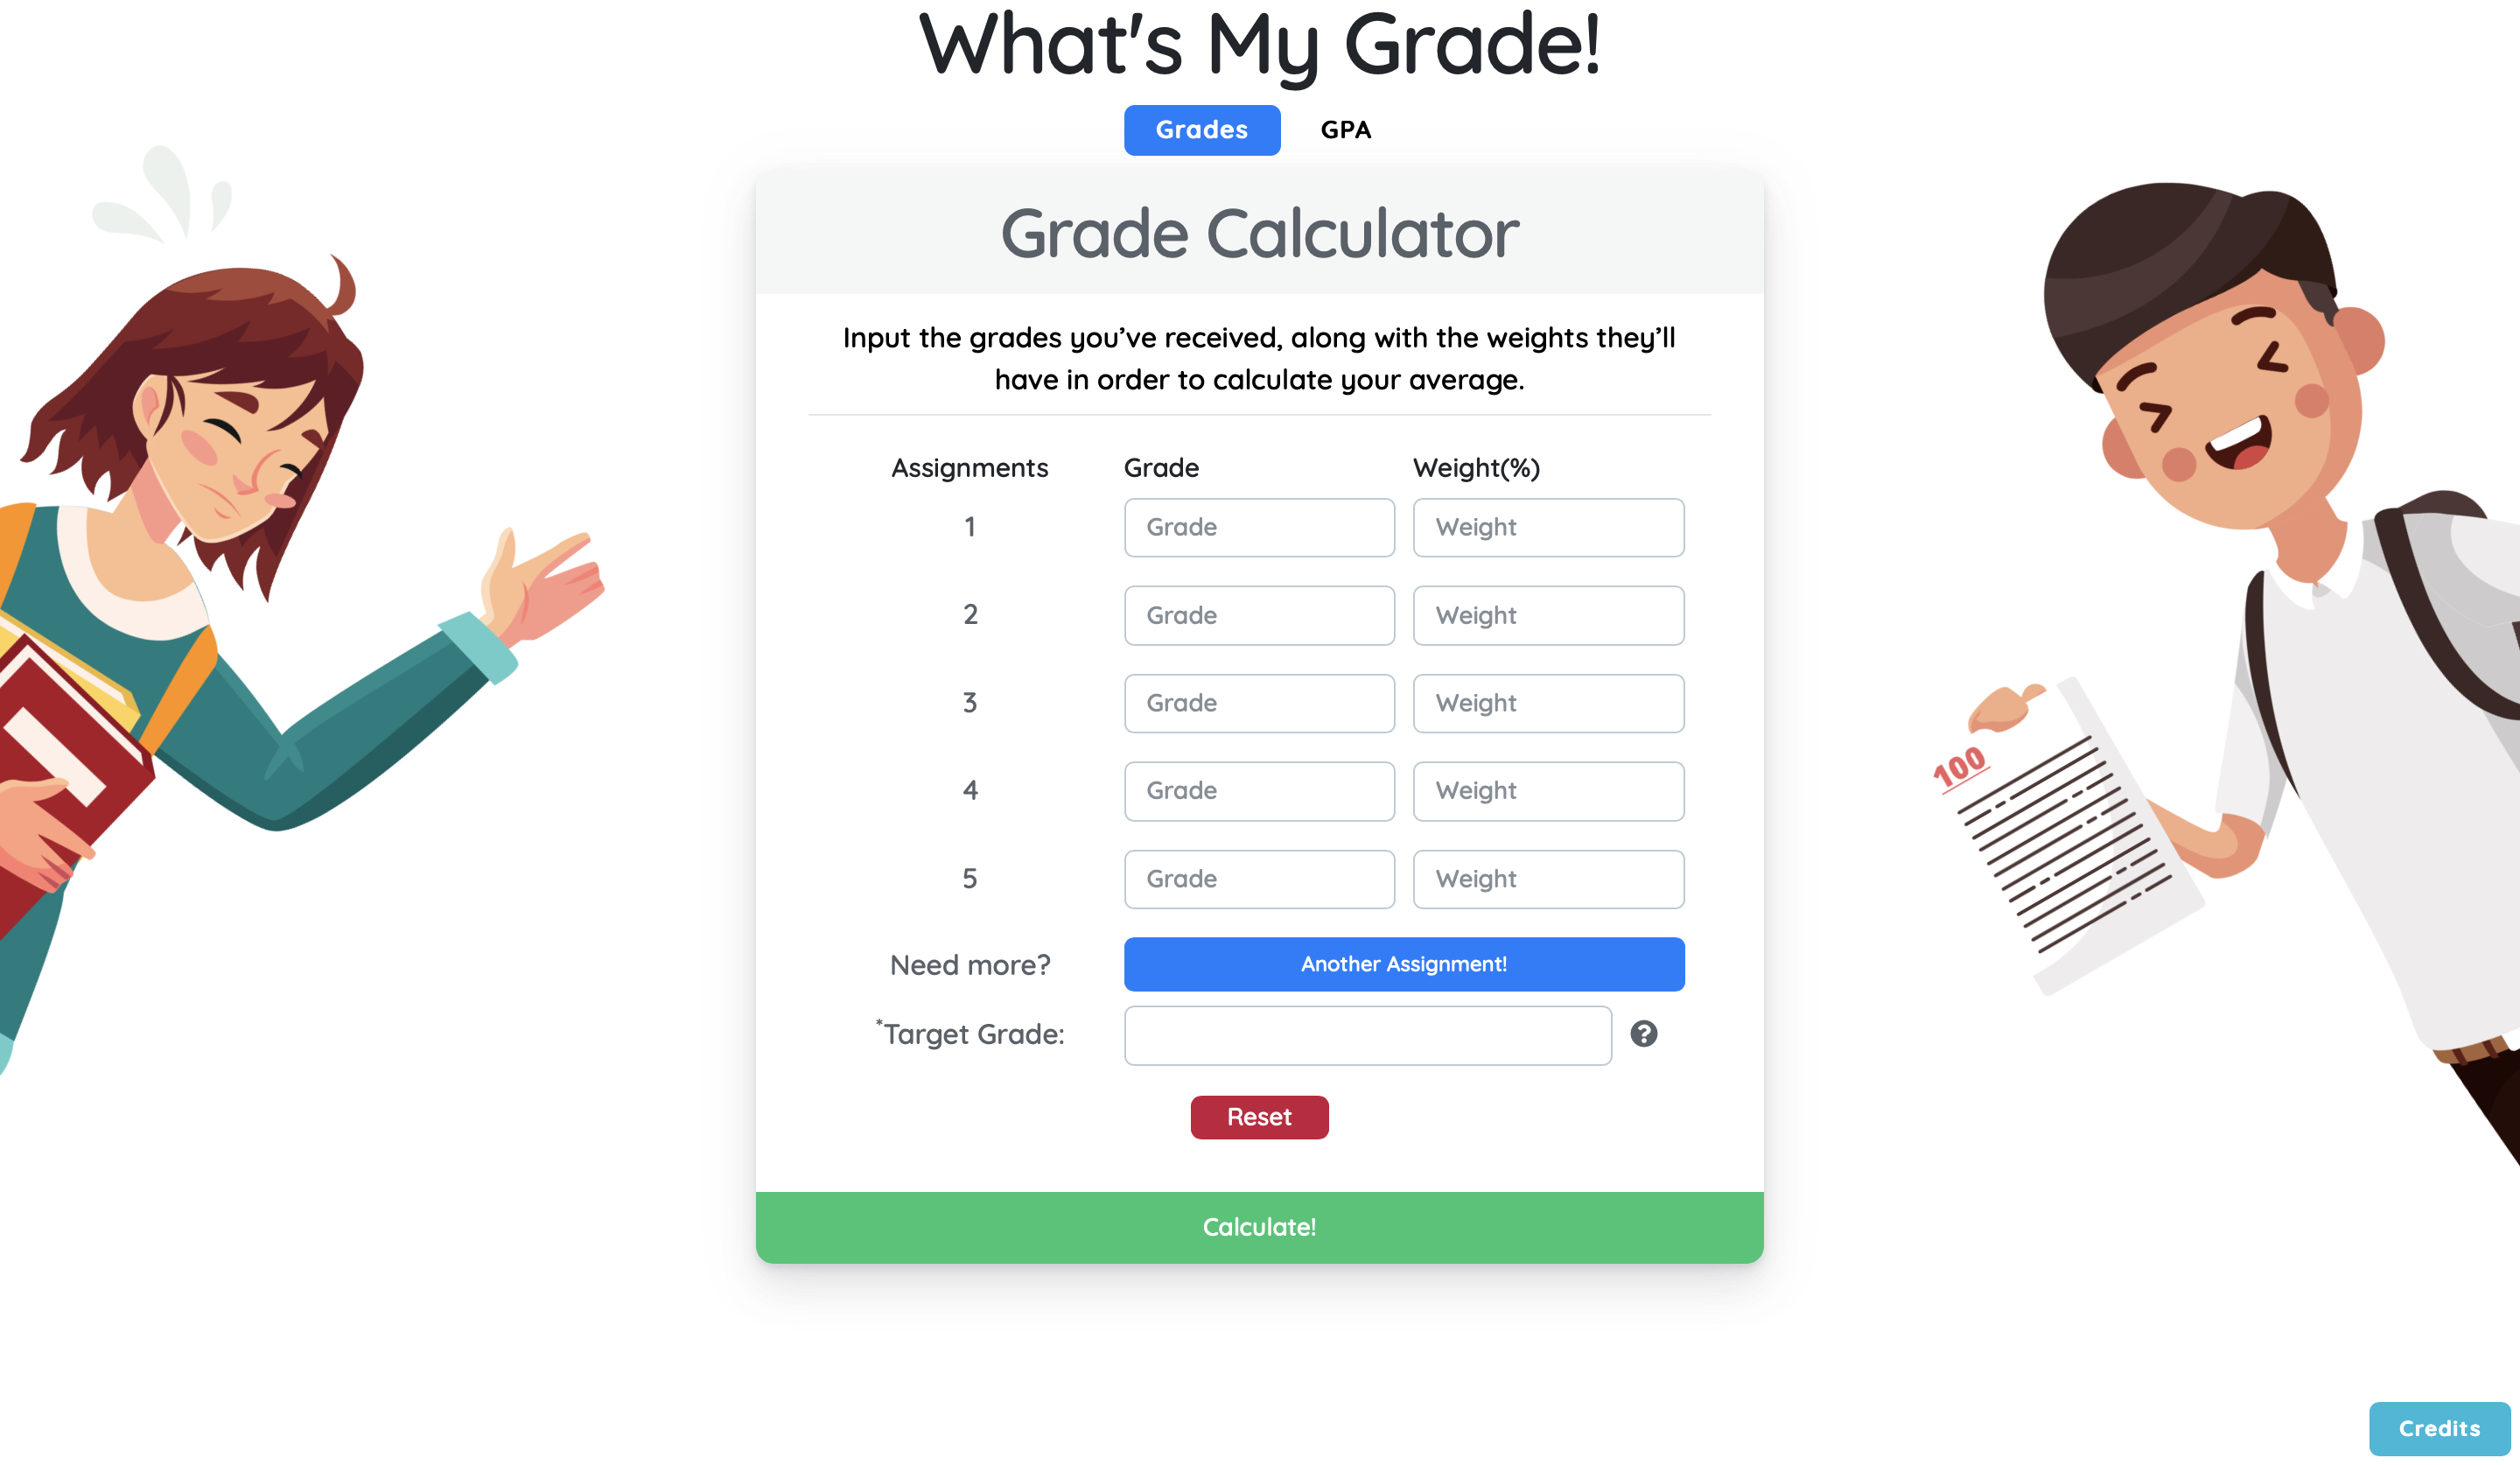 What's My Grade!
Grades GPA
Grade Calculator
Input the grades you’ve received, along with the weights they’ll
have in order to calculate your average.
Assignments Grade Weight(%)
1 Grade Weight
2 Grade Weight
3 Grade Weight
4 Grade Weight
5 Grade Weight
100
Need more? Another Assignment!
*Target Grade:
Reset
Calculate!
Credits